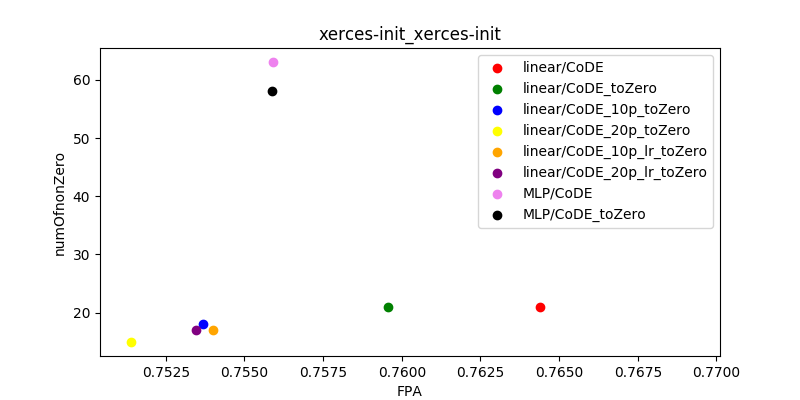 xerces-init_xerces-init
numOfnonZero
60
50
40
30
20
linear/CoDE
linear/CoDE_toZero
linear/CoDE_10p_toZero
linear/CoDE_20p_toZero
linear/CoDE_10p_lr_toZero
linear/CoDE_20p_lr_toZero
MLP/CoDE
MLP/CoDE_toZero
0.7525 0.7550 0.7575 0.7600 0.7625 0.7650 0.7675 0.7700
FPA